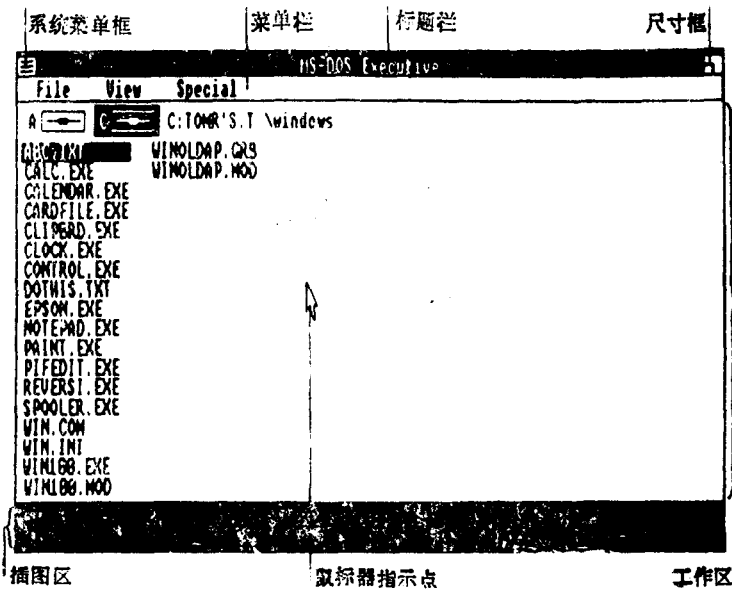 系统菜单框 菜单栏 标题栏 尺寸框
MS-DOS Executive
File View Special
A C C:TOMR'S.T \windows
ABC.TXT WINOLDAP.GRB
CALC.EXE WINOLDAP.MOD
CALENDAR.EXE
CARDFILE.EXE
CLIPBRD.EXE
CLOCK.EXE
CONTROL.EXE
DOTHIS.TXT
EPSON.EXE
NOTEPAD.EXE
PAINT.EXE
PIFEDIT.EXE
REVERSI.EXE
SPOOLER.EXE
WIN.COM
WIN.INI
WIN100.EXE
WIN100.MOD
插图区 鼠标器指示点 工作区